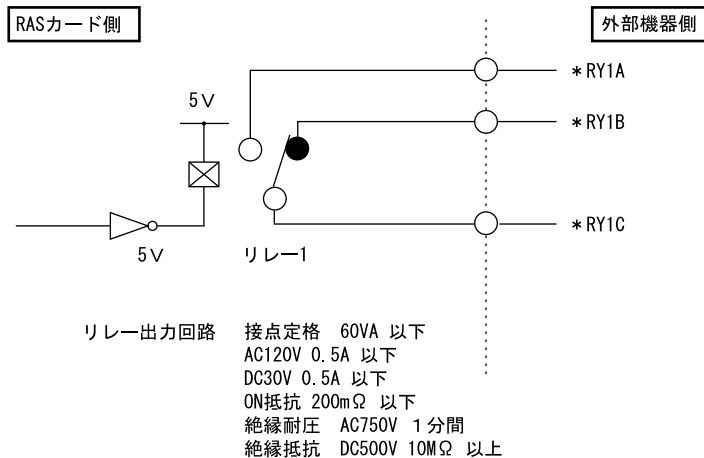 RASカード側
外部機器側
*RY1A
5V
*RY1B
*RY1C
5V
リレー1
リレー出力回路 接点定格 60VA 以下
AC120V 0.5A 以下
DC30V 0.5A 以下
ON抵抗 200mΩ 以下
絶縁耐圧 AC750V 1分間
絶縁抵抗 DC500V 10MΩ 以上